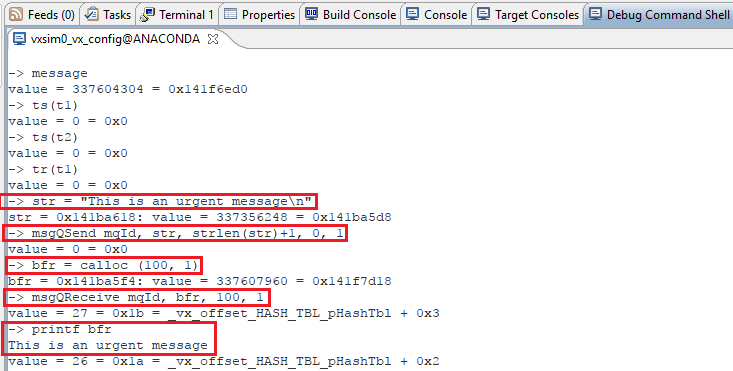 Feeds (0) Tasks Terminal 1 Properties Build Console Console Target Consoles Debug Command Shell
vxsim0_vx_config@ANACONDA
-> message
value = 337604304 = 0x141f6ed0
-> ts(t1)
value = 0 = 0x0
-> ts(t2)
value = 0 = 0x0
-> tr(t1)
value = 0 = 0x0
-> str = "This is an urgent message\n"
str = 0x141ba618: value = 337356248 = 0x141ba5d8
-> msgQSend mqId, str, strlen(str)+1, 0, 1
value = 0 = 0x0
-> bfr = calloc (100, 1)
bfr = 0x141ba5f4: value = 337607960 = 0x141f7d18
-> msgQReceive mqId, bfr, 100, 1
value = 27 = 0x1b = _vx_offset_HASH_TBL_pHashTbl + 0x3
-> printf bfr
This is an urgent message
value = 26 = 0x1a = _vx_offset_HASH_TBL_pHashTbl + 0x2